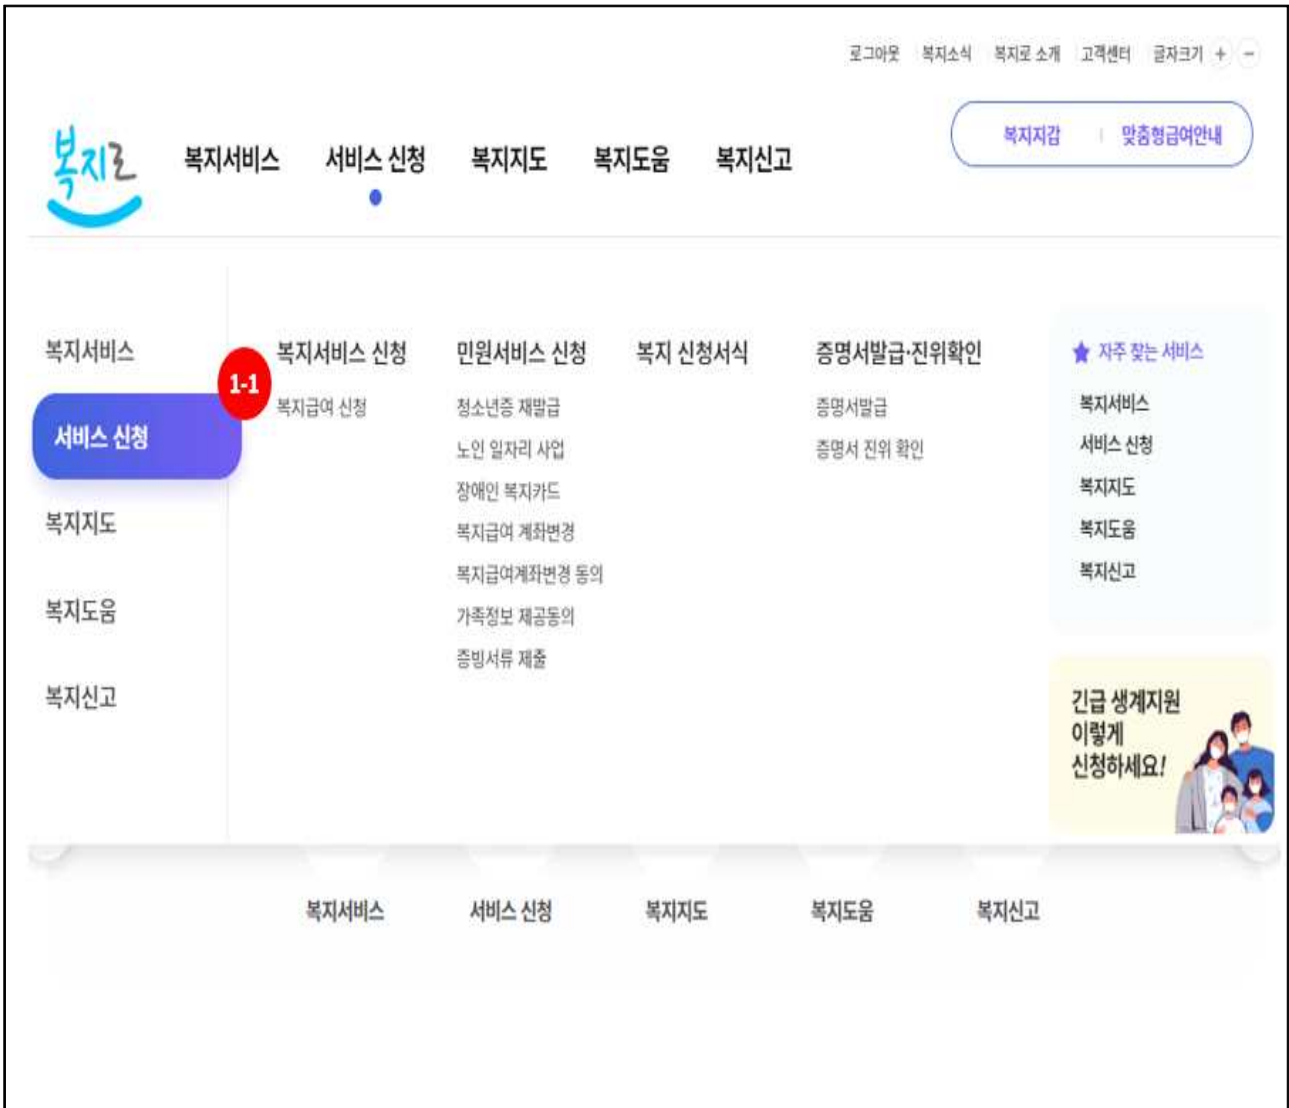 로그아웃 복지소식 복지로 소개 고객센터 글자크기 + -
복지로 복지서비스 서비스 신청 복지지도 복지도움 복지신고
복지지갑 맞춤형급여안내
복지서비스
서비스 신청
복지지도
복지도움
복지신고
1-1
복지서비스 신청
복지급여 신청
민원서비스 신청
청소년증 재발급
노인 일자리 사업
장애인 복지카드
복지급여 계좌변경
복지급여계좌변경 동의
가족정보 제공동의
증빙서류 제출
복지 신청서식
증명서발급·진위확인
증명서발급
증명서 진위 확인
자주 찾는 서비스
복지서비스
서비스 신청
복지지도
복지도움
복지신고
긴급 생계지원
이렇게
신청하세요!
복지서비스 서비스 신청 복지지도 복지도움 복지신고